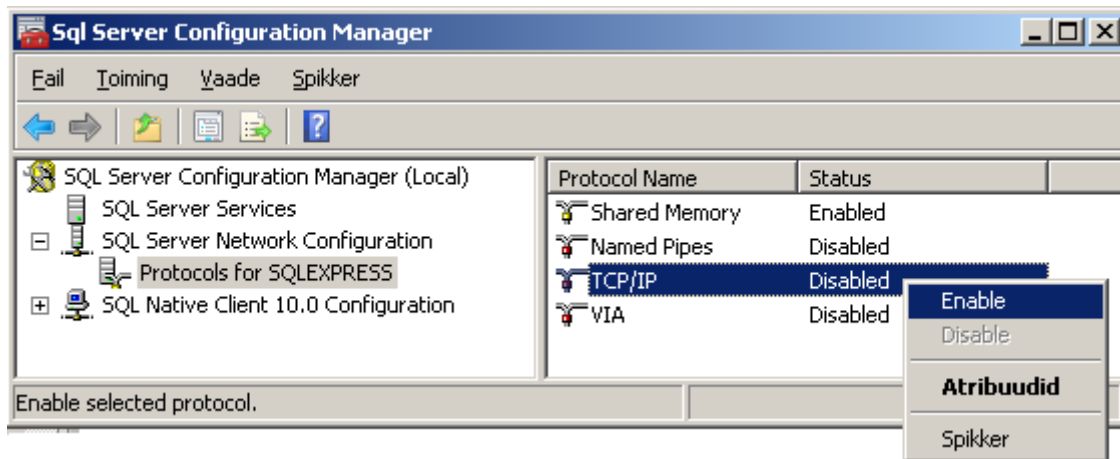 Sql Server Configuration Manager
Fail Toiming Vaade Spikker
SQL Server Configuration Manager (Local)
SQL Server Services
SQL Server Network Configuration
Protocols for SQLEXPRESS
SQL Native Client 10.0 Configuration
Protocol Name Status
Shared Memory Enabled
Named Pipes Disabled
TCP/IP Disabled
VIA Disabled
Enable
Disable
Atribuudid
Spikker
Enable selected protocol.